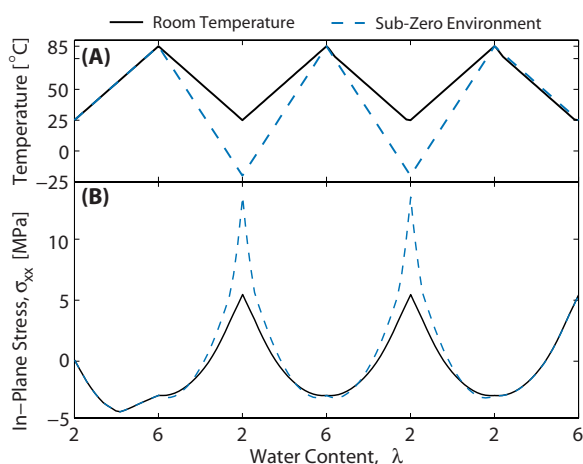 Room Temperature
Sub-Zero Environment
(A)
Temperature [°C]
85
25
0
−25
(B)
In−Plane Stress, σxx [MPa]
10
5
0
−5
2 6 2 6 2 2 6
Water Content, λ